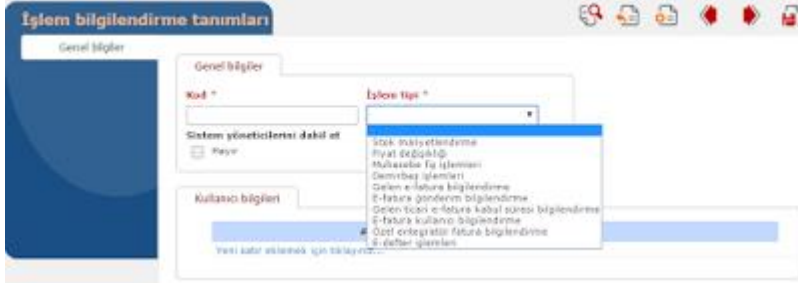 İşlem bilgilendirme tanımları
Genel bilgiler
Genel bilgiler
Kod *
İşlem tipi *
Sistem yöneticilerini dahil et
Hayır
Stok maliyetlendirme
Fiyat değişikliği
Muhasebe fiş işlemleri
Demirbaş işlemleri
Gelen e-fatura bilgilendirme
E-fatura gönderim bilgilendirme
Gelen ticari e-fatura kabul süresi bilgilendirme
E-fatura kullanıcı bilgilendirme
Özel entegratör fatura bilgilendirme
E-defter işlemleri
Kullanıcı bilgileri
Yeni satır eklemek için tıklayınız...